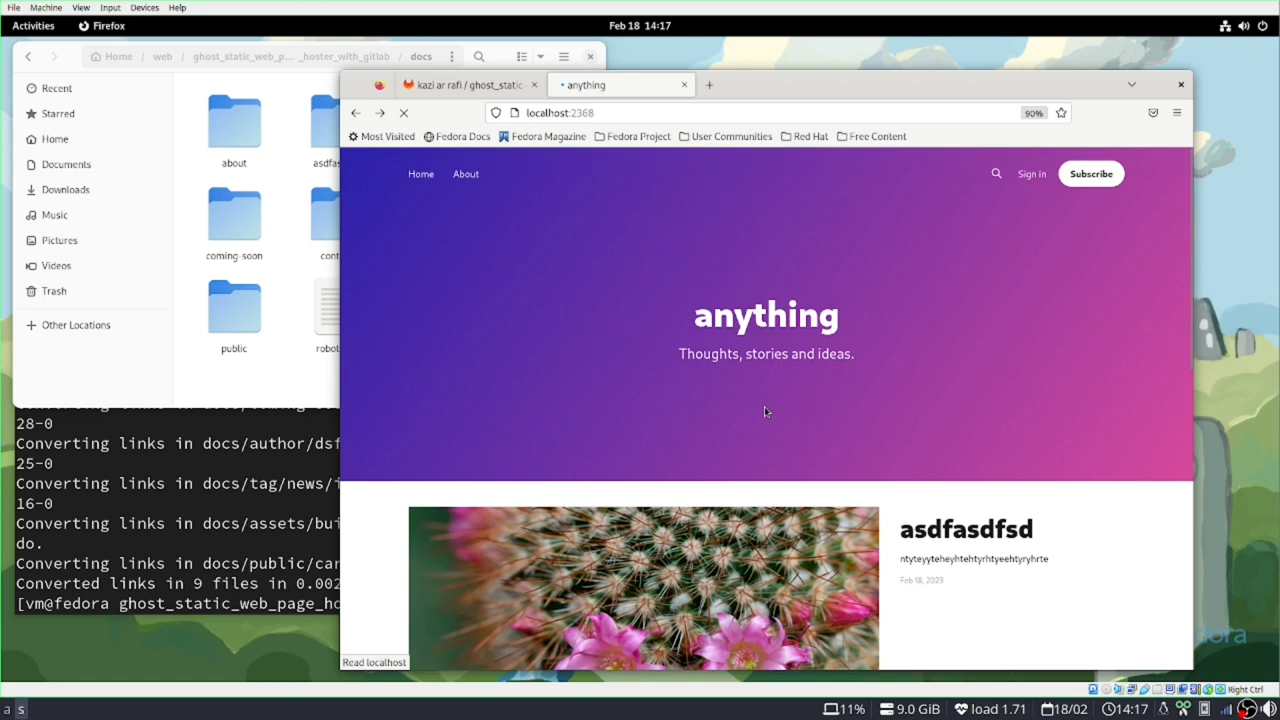 File Machine View Input Devices Help
Activities Firefox Feb 18 14:17
Home / web / ghost_static_web_p… …_hoster_with_gitlab / docs
Recent
Starred
Home
Documents
Downloads
Music
Pictures
Videos
Trash
Other Locations
about
asdfas
coming-soon
cont
public
robot
28-0
Converting links in docs/author/dsf
25-0
Converting links in docs/tag/news/i
16-0
Converting links in docs/assets/bui
do.
Converting links in docs/public/car
Converted links in 9 files in 0.002
[vm@fedora ghost_static_web_page_ho
kazi ar rafi / ghost_static
anything
localhost:2368
90%
Most Visited Fedora Docs Fedora Magazine Fedora Project User Communities Red Hat Free Content
Home About Sign in Subscribe
anything
Thoughts, stories and ideas.
asdfasdfsd
ntyteyyteheyhtehtyrhtyeehtyryhrte
Feb 18, 2023
Read localhost
dora
Right Ctrl
a s 11% 9.0 GiB load 1.71 18/02 14:17